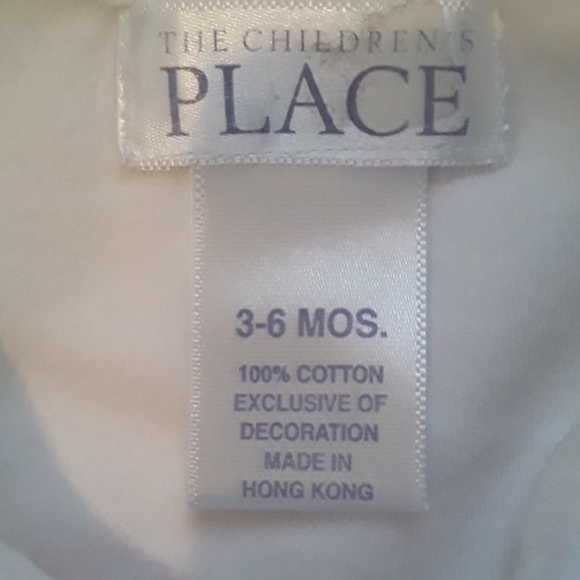 THE CHILDREN'S
PLACE
3-6 MOS.
100% COTTON
EXCLUSIVE OF
DECORATION
MADE IN
HONG KONG